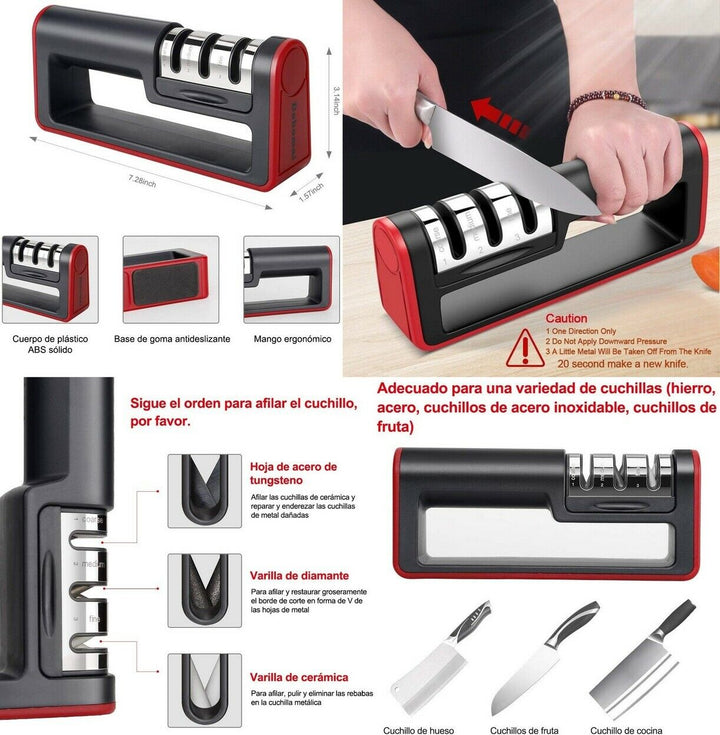 3.14inch
7.28inch
1.57inch
Cuerpo de plástico
ABS sólido
Base de goma antideslizante
Mango ergonómico
1
2
3
Caution
1 One Direction Only
2 Do Not Apply Downward Pressure
3 A Little Metal Will Be Taken Off From The Knife
20 second make a new knife.
Sigue el orden para afilar el cuchillo,
por favor.
1 coarse
2 medium
3 fine
Hoja de acero de
tungsteno
Afilar las cuchillas de cerámica y
reparar y enderezar las cuchillas
de metal dañadas
Varilla de diamante
Para afilar y restaurar groseramente
el borde de corte en forma de V de
las hojas de metal
Varilla de cerámica
Para afilar, pulir y eliminar las rebabas
en la cuchilla metálica
Adecuado para una variedad de cuchillas (hierro,
acero, cuchillos de acero inoxidable, cuchillos de
fruta)
Cuchillo de hueso
Cuchillos de fruta
Cuchillo de cocina